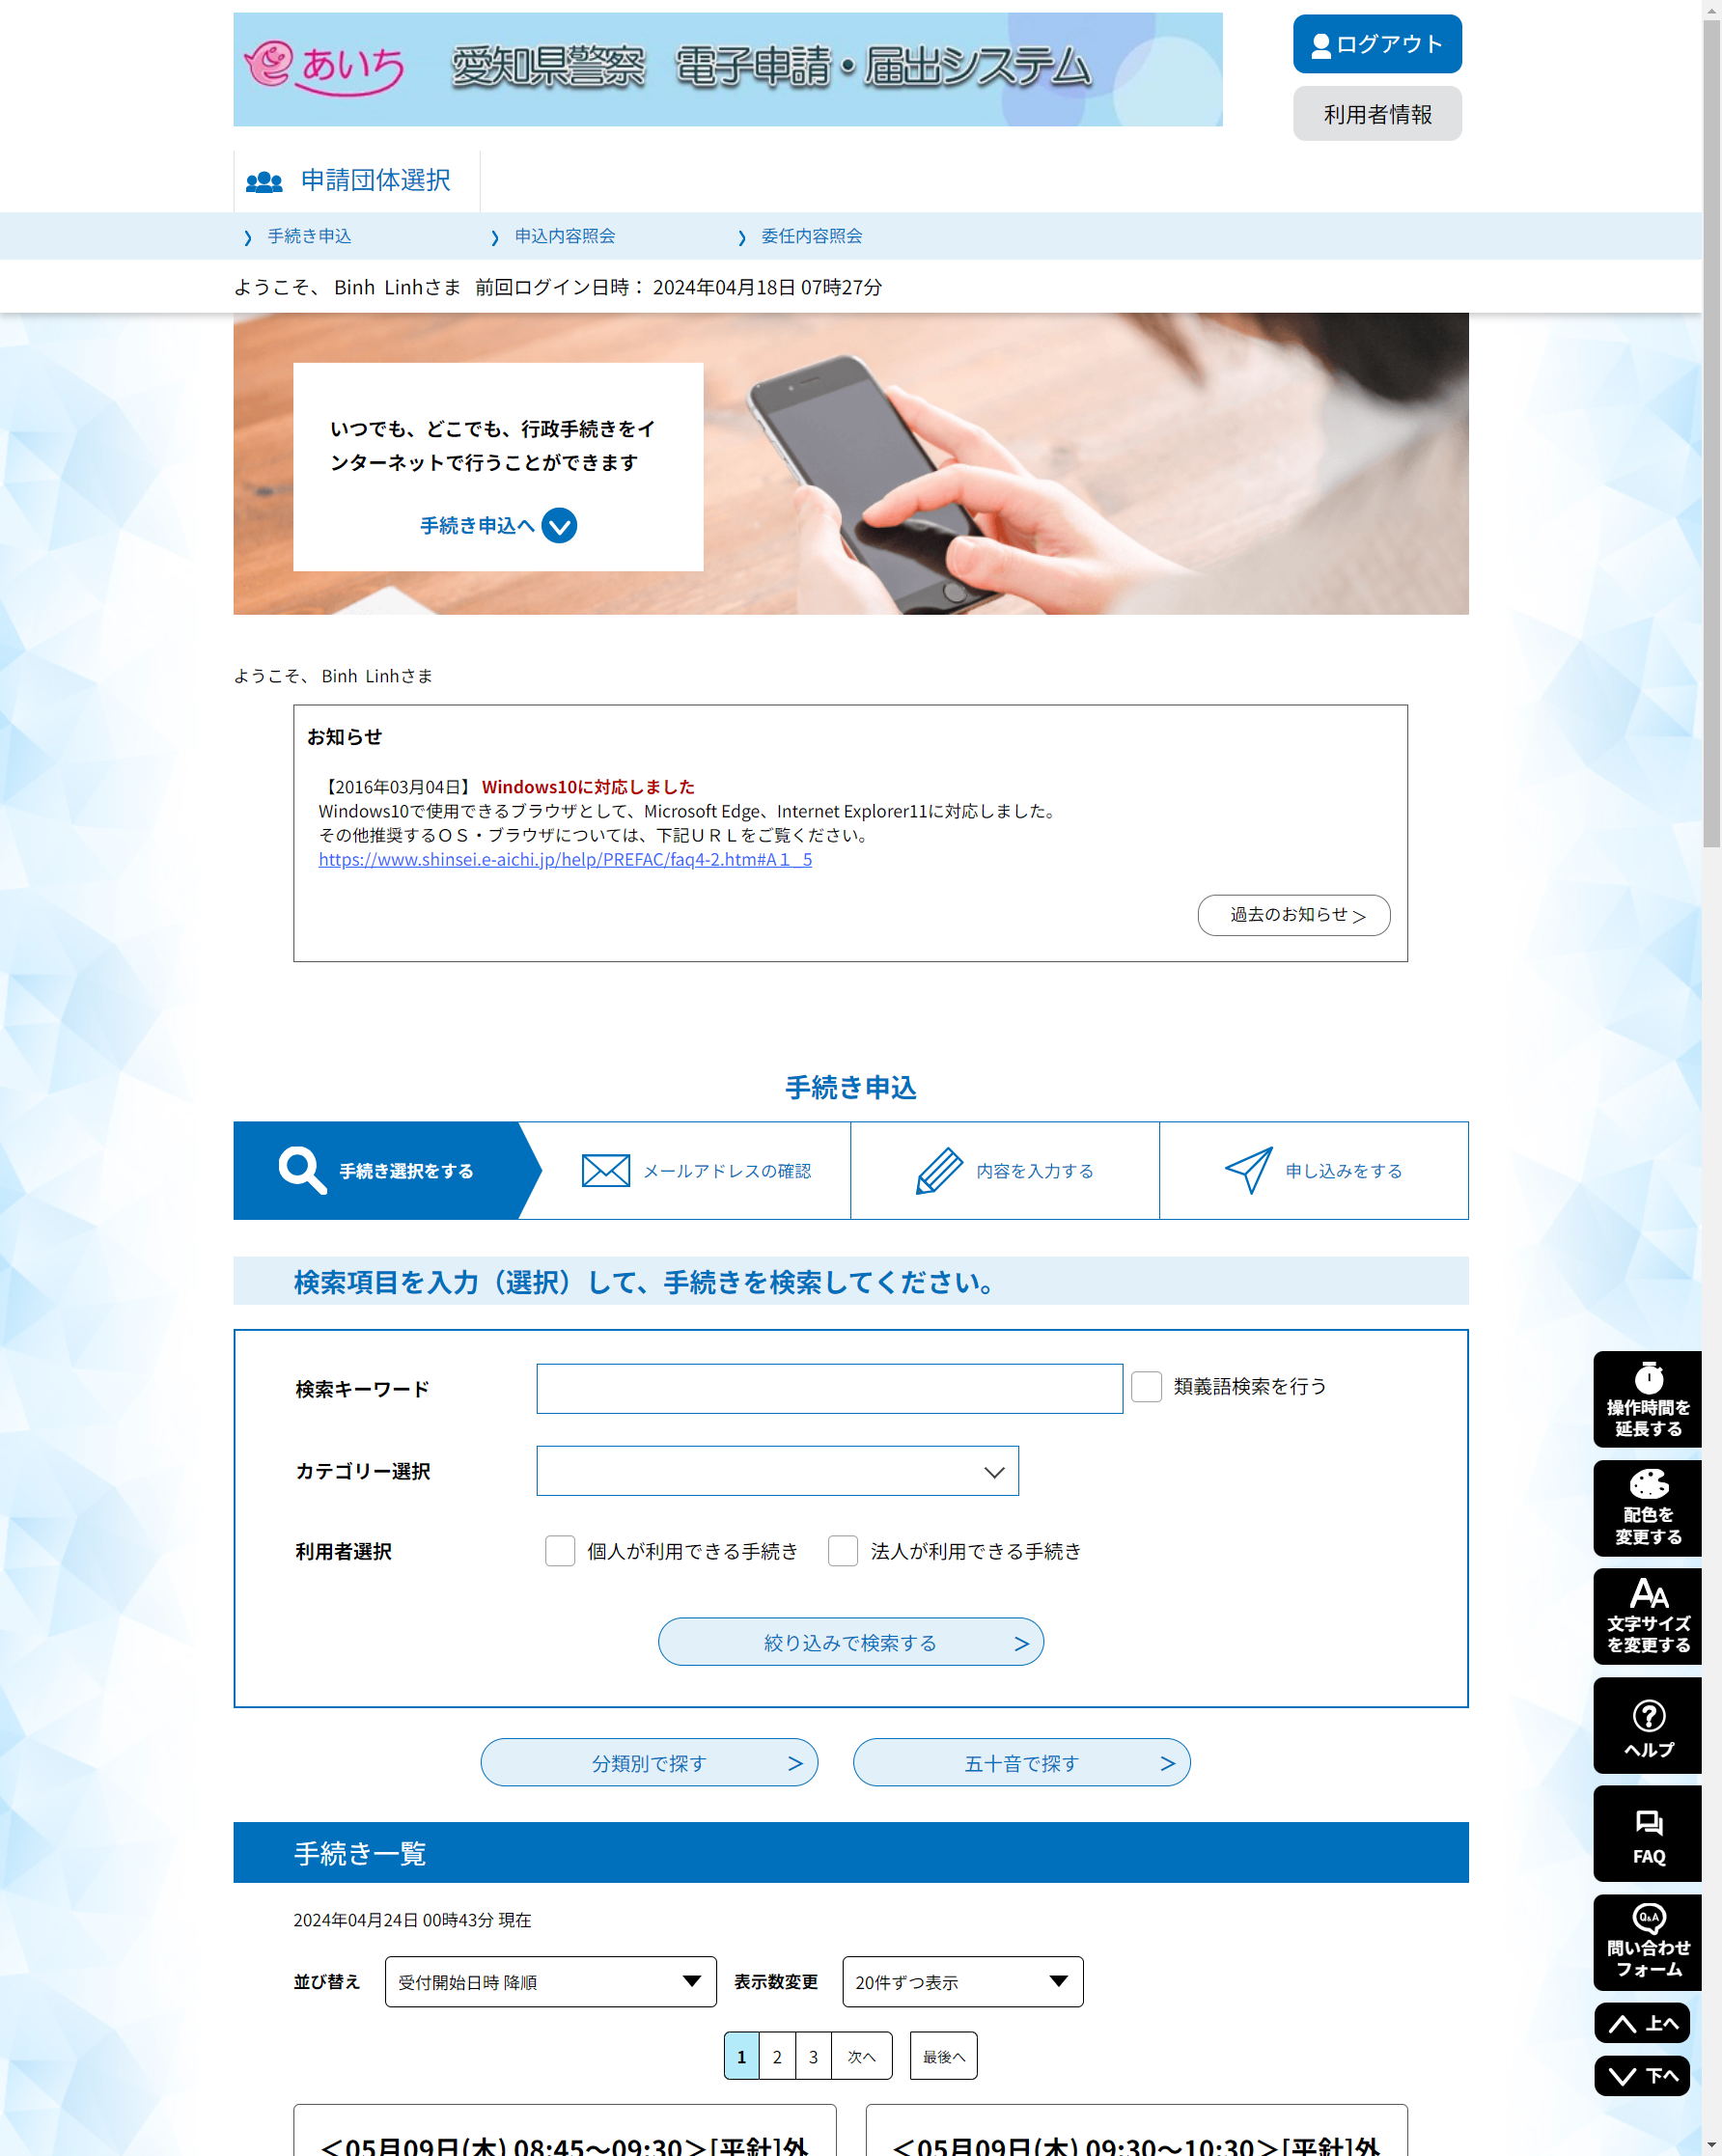 あいち 愛知県警察 電子申請・届出システム
ログアウト
利用者情報
申請団体選択
手続き申込 申込内容照会 委任内容照会
ようこそ、 Binh Linhさま 前回ログイン日時： 2024年04月18日 07時27分
いつでも、どこでも、行政手続きをイ
ンターネットで行うことができます
手続き申込へ
ようこそ、 Binh Linhさま
お知らせ
【2016年03月04日】 Windows10に対応しました
Windows10で使用できるブラウザとして、Microsoft Edge、Internet Explorer11に対応しました。
その他推奨するＯＳ・ブラウザについては、下記ＵＲＬをご覧ください。
https://www.shinsei.e-aichi.jp/help/PREFAC/faq4-2.htm#A１_5
過去のお知らせ ＞
手続き申込
手続き選択をする メールアドレスの確認 内容を入力する 申し込みをする
検索項目を入力（選択）して、手続きを検索してください。
検索キーワード 類義語検索を行う
カテゴリー選択
利用者選択 個人が利用できる手続き 法人が利用できる手続き
絞り込みで検索する ＞
分類別で探す ＞ 五十音で探す ＞
手続き一覧
2024年04月24日 00時43分 現在
並び替え 受付開始日時 降順 表示数変更 20件ずつ表示
1 2 3 次へ 最後へ
＜05月09日(木) 08:45～09:30＞[平針]外 ＜05月09日(木) 09:30～10:30＞[平針]外
操作時間を
延長する
配色を
変更する
AA
文字サイズ
を変更する
?
ヘルプ
FAQ
Q&A
問い合わせ
フォーム
上へ
下へ